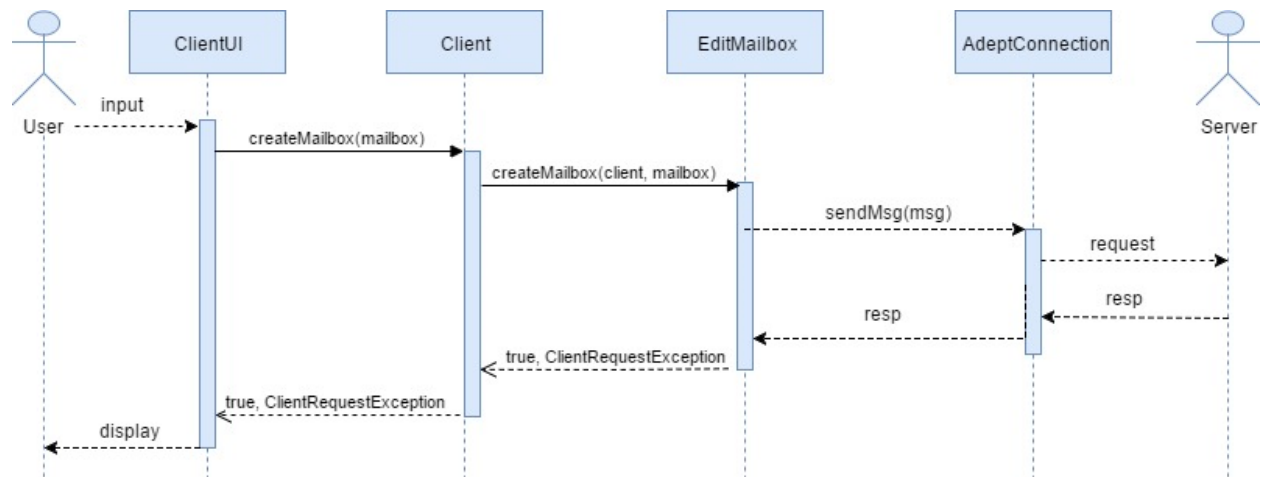 ClientUI
Client
EditMailbox
AdeptConnection
input
User
Server
createMailbox(mailbox)
createMailbox(client, mailbox)
sendMsg(msg)
request
resp
resp
true, ClientRequestException
true, ClientRequestException
display